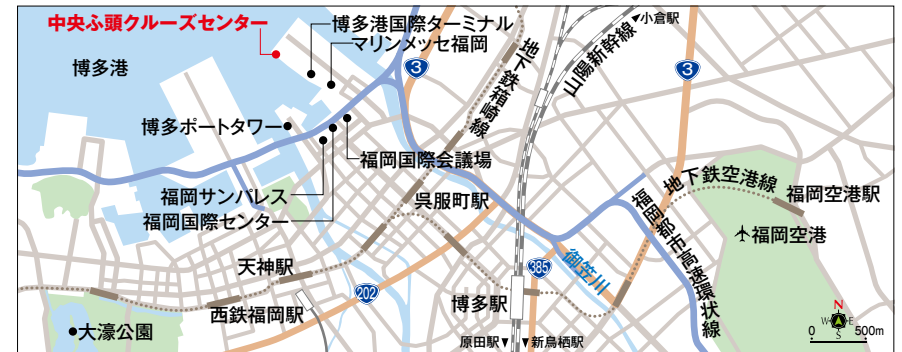 中央ふ頭クルーズセンター
博多港国際ターミナル
マリンメッセ福岡
小倉駅
博多港
3
地下鉄箱崎線
山陽新幹線
3
博多ポートタワー
福岡国際会議場
福岡サンパレス
福岡国際センター
呉服町駅
福岡都市高速環状線
地下鉄空港線
福岡空港駅
福岡空港
天神駅
202
385
御笠川
西鉄福岡駅
博多駅
大濠公園
原田駅
新鳥栖駅
N
W
E
S
0 500m